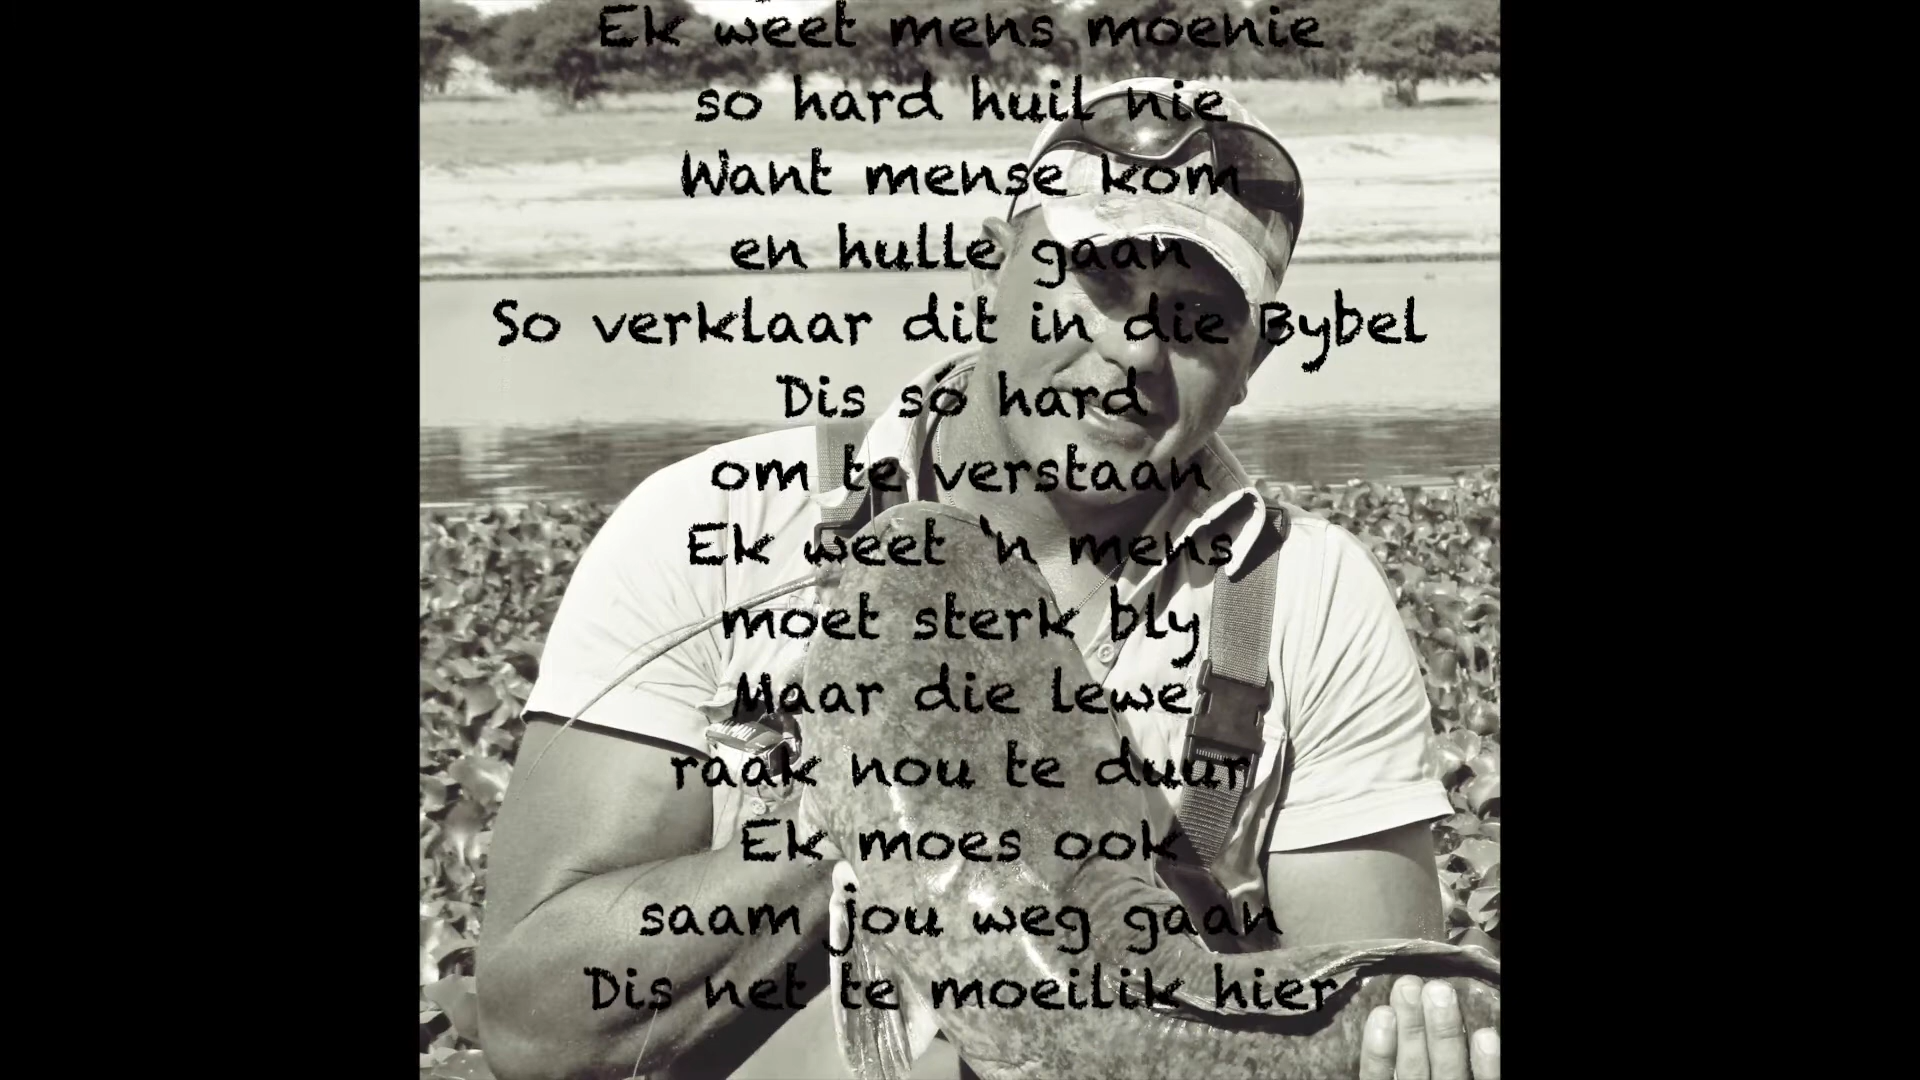 Ek weet mens moenie
so hard huil nie
Want mense kom
en hulle gaan
So verklaar dit in die Bybel
Dis só hard
om te verstaan
Ek weet 'n mens
moet sterk bly
Maar die lewe
raak nou te duur
Ek moes ook
saam jou weg gaan
Dis net te moeilik hier